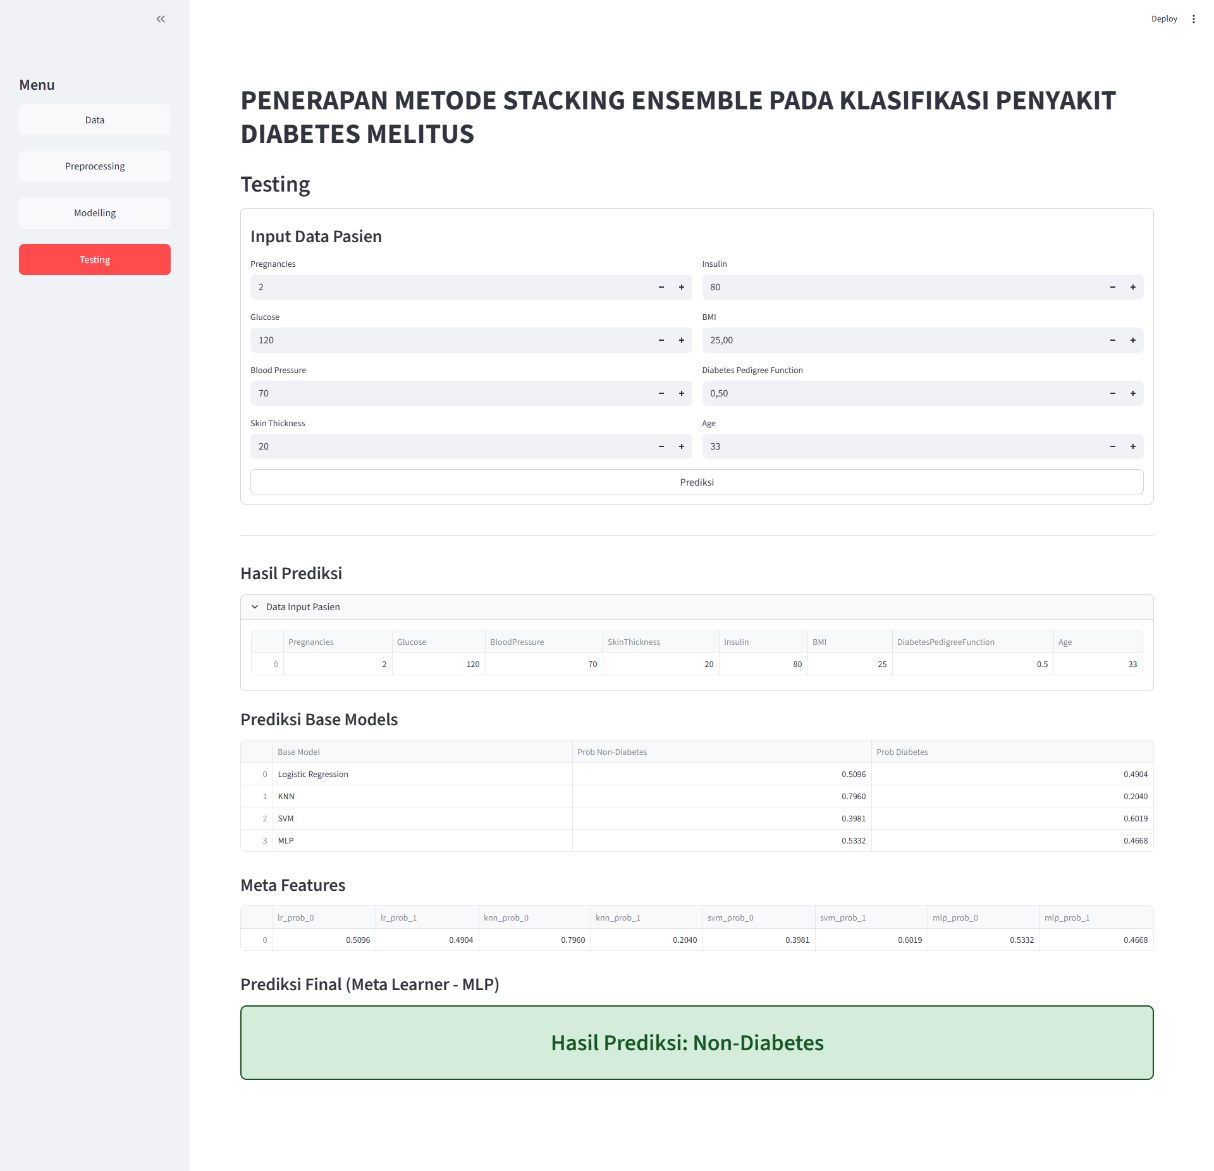 Deploy
Menu
Data
Preprocessing
Modelling
Testing
PENERAPAN METODE STACKING ENSEMBLE PADA KLASIFIKASI PENYAKIT
DIABETES MELITUS
Testing
Input Data Pasien
Pregnancies Insulin
2 80
Glucose BMI
120 25,00
Blood Pressure Diabetes Pedigree Function
70 0,50
Skin Thickness Age
20 33
Prediksi
Hasil Prediksi
Data Input Pasien
Pregnancies Glucose BloodPressure SkinThickness Insulin BMI DiabetesPedigreeFunction Age
0 2 120 70 20 80 25 0.5 33
Prediksi Base Models
Base Model Prob Non-Diabetes Prob Diabetes
0 Logistic Regression 0.5096 0.4904
1 KNN 0.7960 0.2040
2 SVM 0.3981 0.6019
3 MLP 0.5332 0.4668
Meta Features
lr_prob_0 lr_prob_1 knn_prob_0 knn_prob_1 svm_prob_0 svm_prob_1 mlp_prob_0 mlp_prob_1
0 0.5096 0.4904 0.7960 0.2040 0.3981 0.6019 0.5332 0.4668
Prediksi Final (Meta Learner - MLP)
Hasil Prediksi: Non-Diabetes